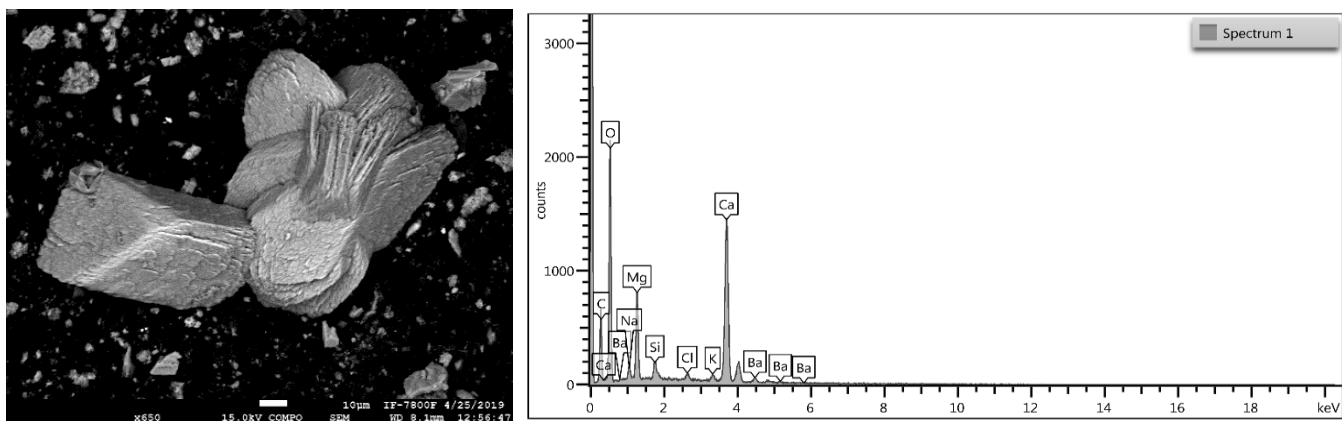 10µm IF-7800F 4/25/2019
x650 15.0kV COMPO SEM WD 8.1mm 12:56:47
Spectrum 1
3000
2000
1000
0
counts
O
Ca
Mg
C
Na
Ba
Ca
Si
Cl
K
Ba
Ba
Ba
0 2 4 6 8 10 12 14 16 18 keV